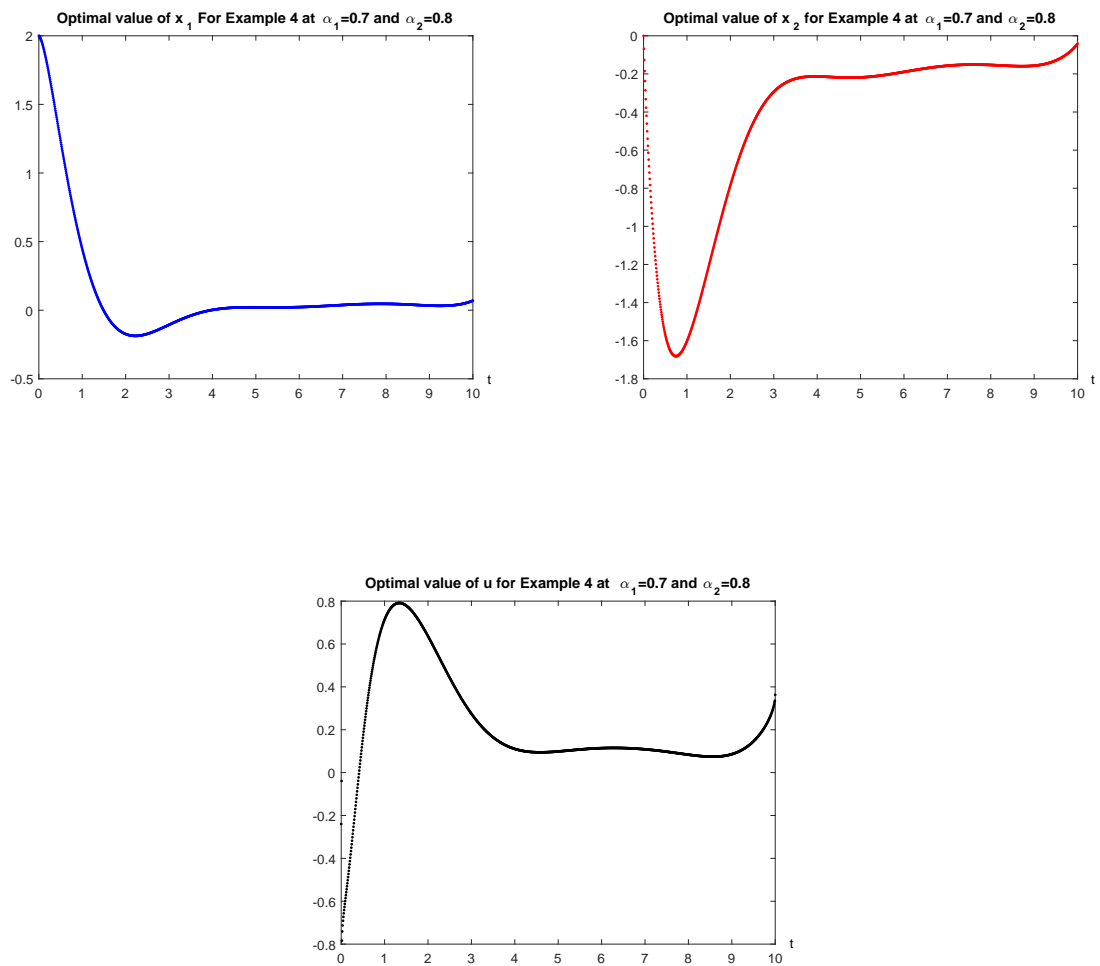 Optimal value of x 1 For Example 4 at α1=0.7 and α2=0.8
2
1.5
1
0.5
0
-0.5
0 1 2 3 4 5 6 7 8 9 10
t
Optimal value of x 2 for Example 4 at α1=0.7 and α2=0.8
0
-0.2
-0.4
-0.6
-0.8
-1
-1.2
-1.4
-1.6
-1.8
0 1 2 3 4 5 6 7 8 9 10
t
Optimal value of u for Example 4 at α1=0.7 and α2=0.8
0.8
0.6
0.4
0.2
0
-0.2
-0.4
-0.6
-0.8
0 1 2 3 4 5 6 7 8 9 10
t